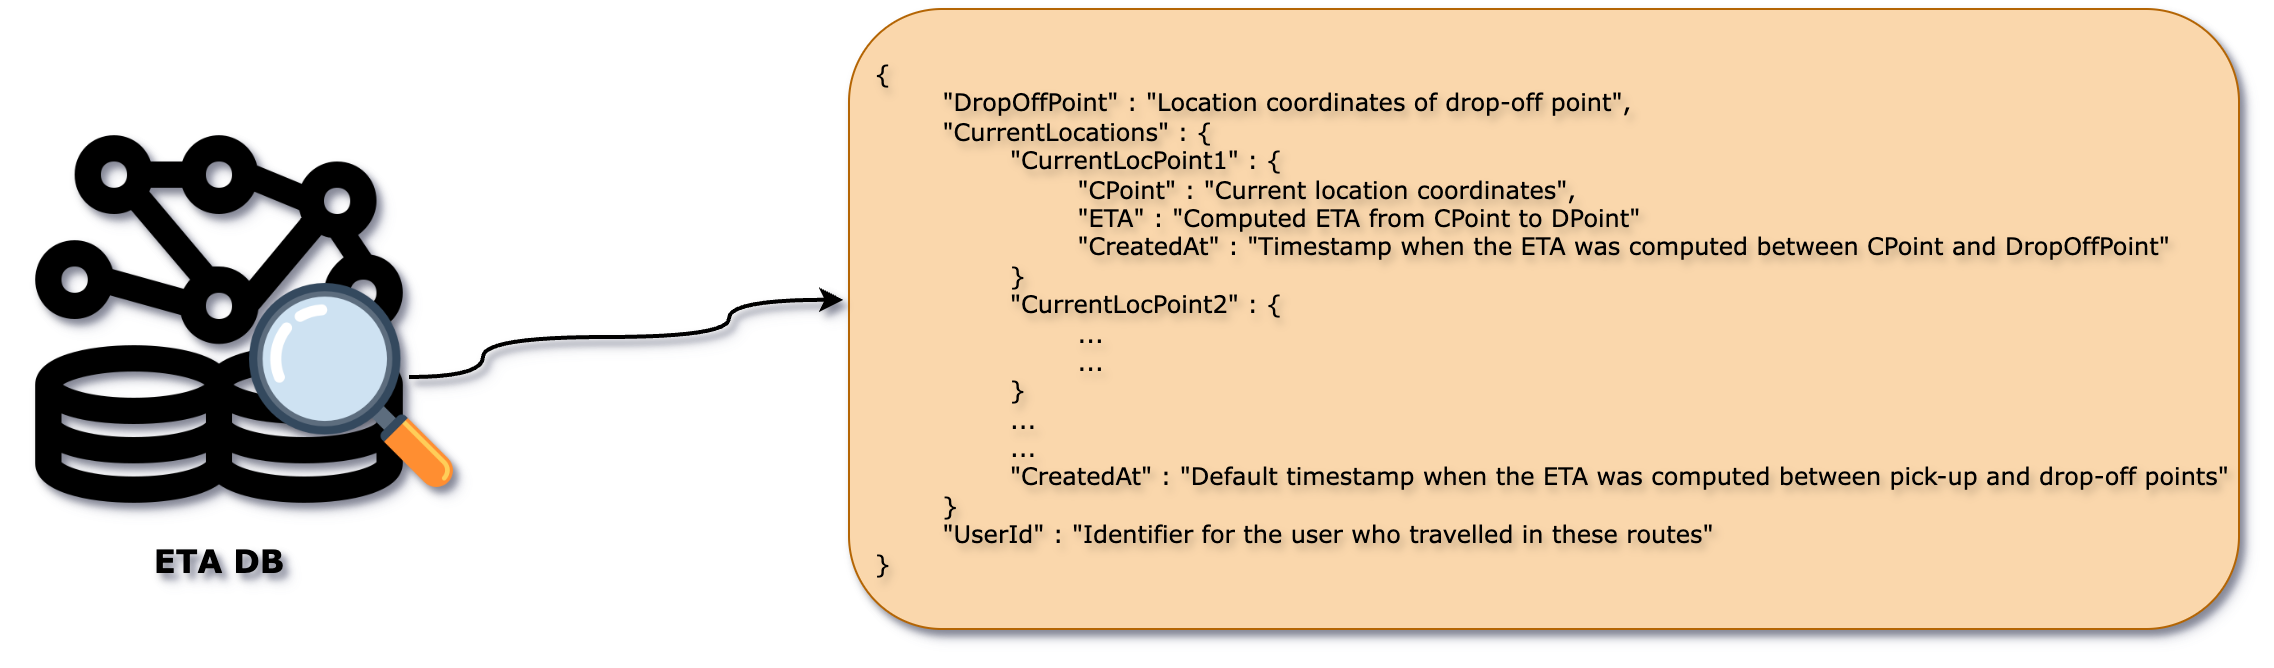 {
"DropOffPoint" : "Location coordinates of drop-off point",
"CurrentLocations" : {
"CurrentLocPoint1" : {
"CPoint" : "Current location coordinates",
"ETA" : "Computed ETA from CPoint to DPoint"
"CreatedAt" : "Timestamp when the ETA was computed between CPoint and DropOffPoint"
}
"CurrentLocPoint2" : {
...
...
}
...
...
"CreatedAt" : "Default timestamp when the ETA was computed between pick-up and drop-off points"
}
"UserId" : "Identifier for the user who travelled in these routes"
}
ETA DB